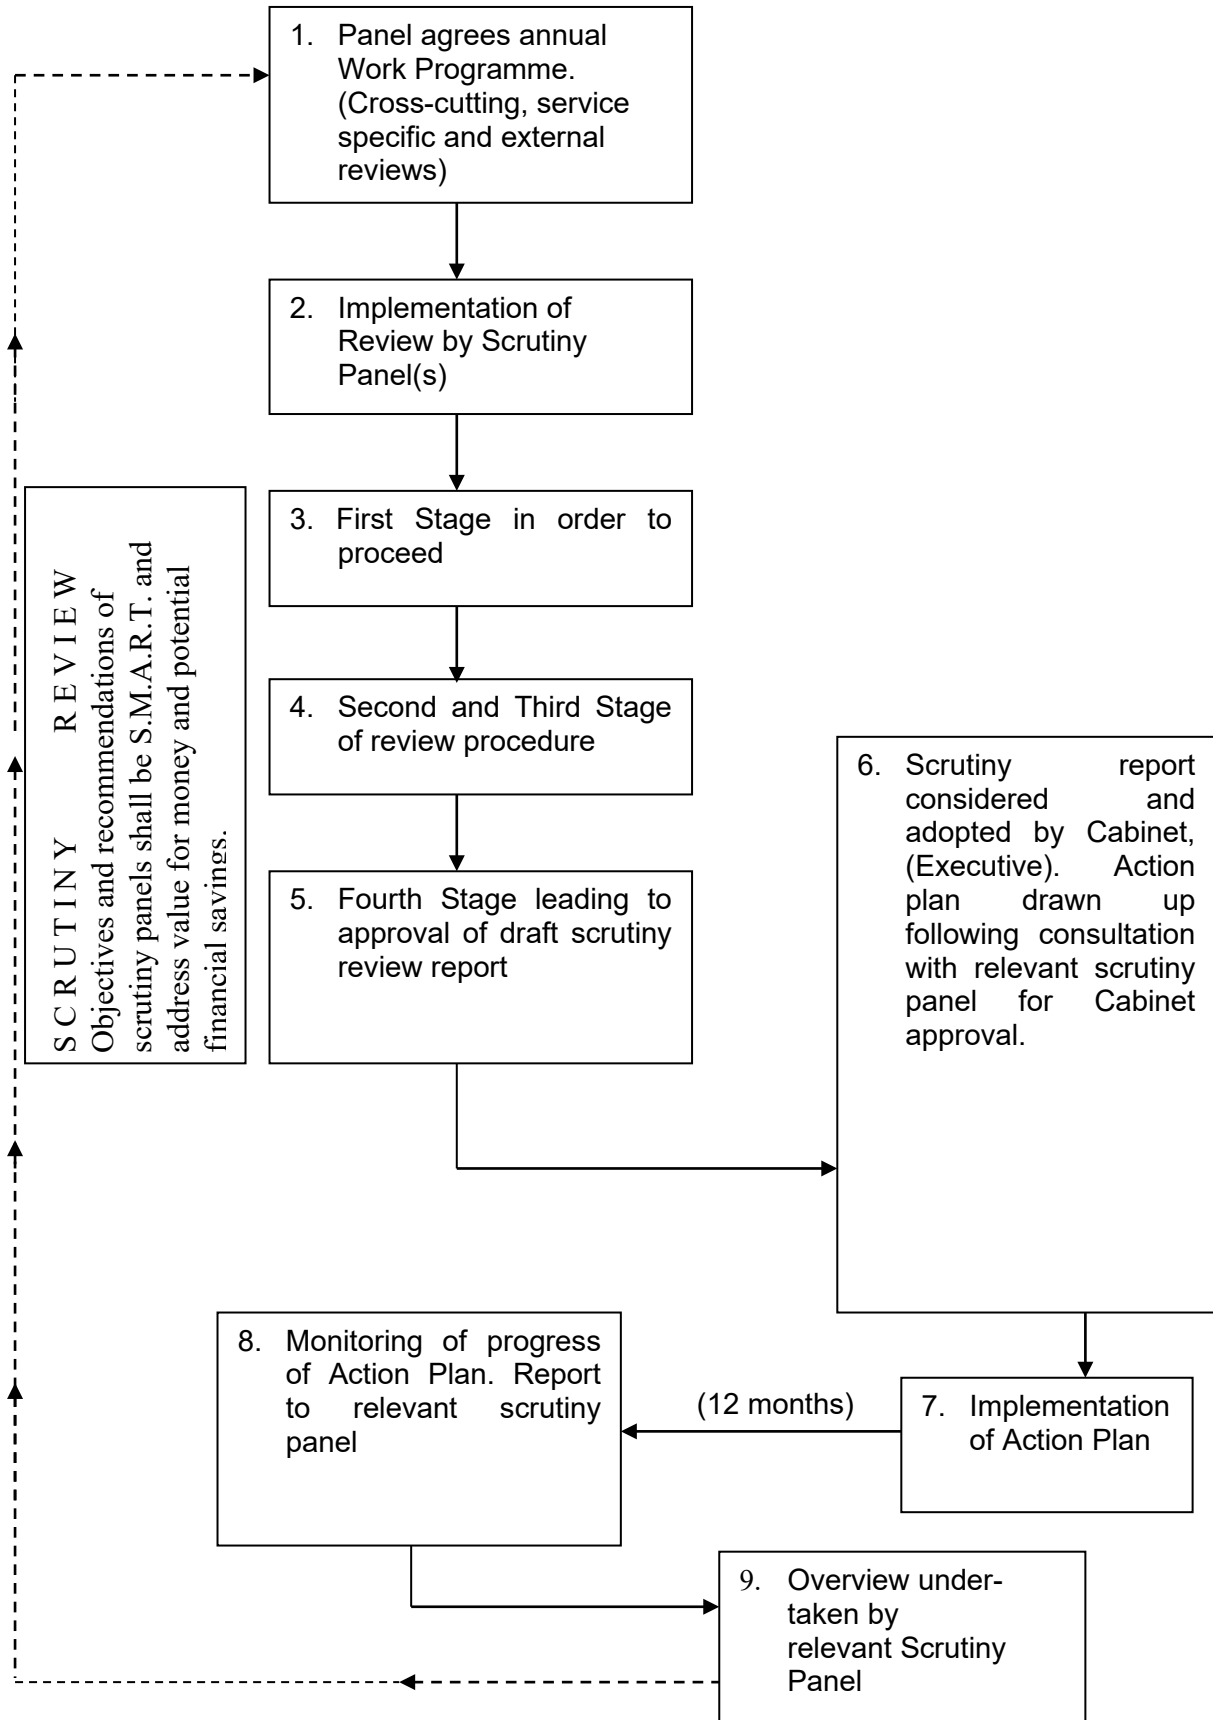 1. Panel agrees annual
Work Programme.
(Cross-cutting, service
specific and external
reviews)
2. Implementation of
Review by Scrutiny
Panel(s)
3. First Stage in order to
proceed
SCRUTINY REVIEW
Objectives and recommendations of
scrutiny panels shall be S.M.A.R.T. and
address value for money and potential
financial savings.
4. Second and Third Stage
of review procedure
5. Fourth Stage leading to
approval of draft scrutiny
review report
6. Scrutiny report
considered and
adopted by Cabinet,
(Executive). Action
plan drawn up
following consultation
with relevant scrutiny
panel for Cabinet
approval.
7. Implementation
of Action Plan
(12 months)
8. Monitoring of progress
of Action Plan. Report
to relevant scrutiny
panel
9. Overview under-
taken by
relevant Scrutiny
Panel